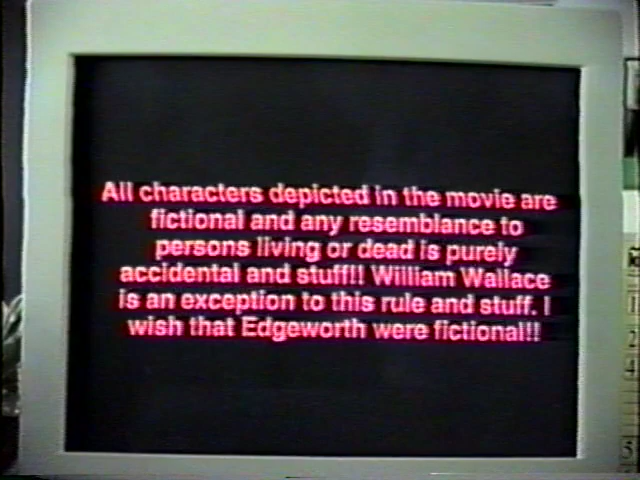 All characters depicted in the movie are
fictional and any resemblance to
persons living or dead is purely
accidental and stuff!! William Wallace
is an exception to this rule and stuff. I
wish that Edgeworth were fictional!!